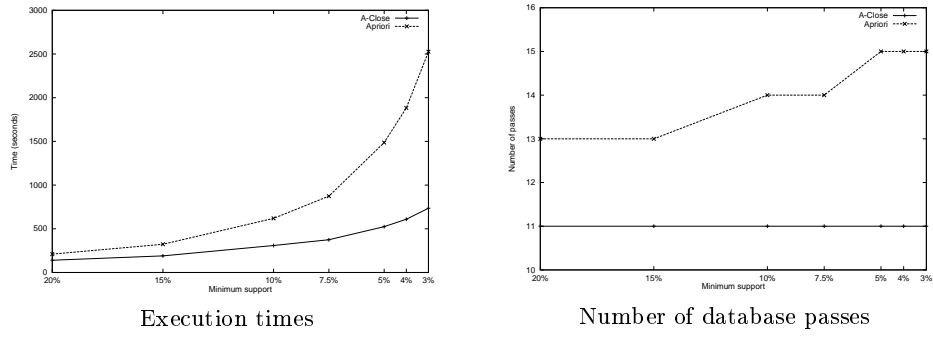 3000
2500
2000
1500
1000
500
0
Time (seconds)
A-Close
Apriori
20% 15% 10% 7.5% 5% 4% 3%
Minimum support
Execution times
16
15
14
13
12
11
10
Number of passes
A-Close
Apriori
20% 15% 10% 7.5% 5% 4% 3%
Minimum support
Number of database passes